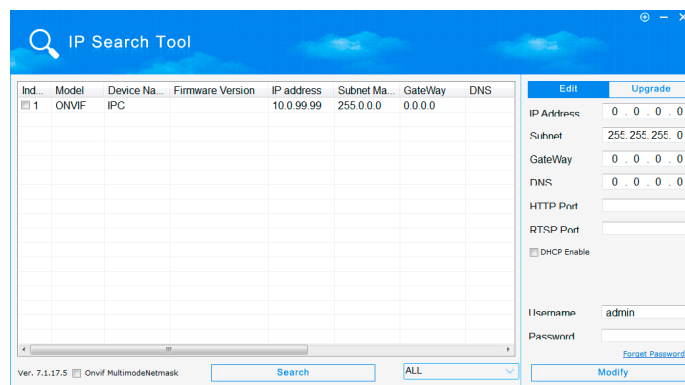 IP Search Tool
Ind... Model Device Na... Firmware Version IP address Subnet Ma... GateWay DNS
1 ONVIF IPC 10.0.99.99 255.0.0.0 0.0.0.0
Edit Upgrade
IP Address 0 . 0 . 0 . 0
Subnet 255. 255. 255. 0
GateWay 0 . 0 . 0 . 0
DNS 0 . 0 . 0 . 0
HTTP Port
RTSP Port
DHCP Enable
Username admin
Password
Forget Password
Ver. 7.1.17.5 Onvif MultimodeNetmask Search ALL Modify